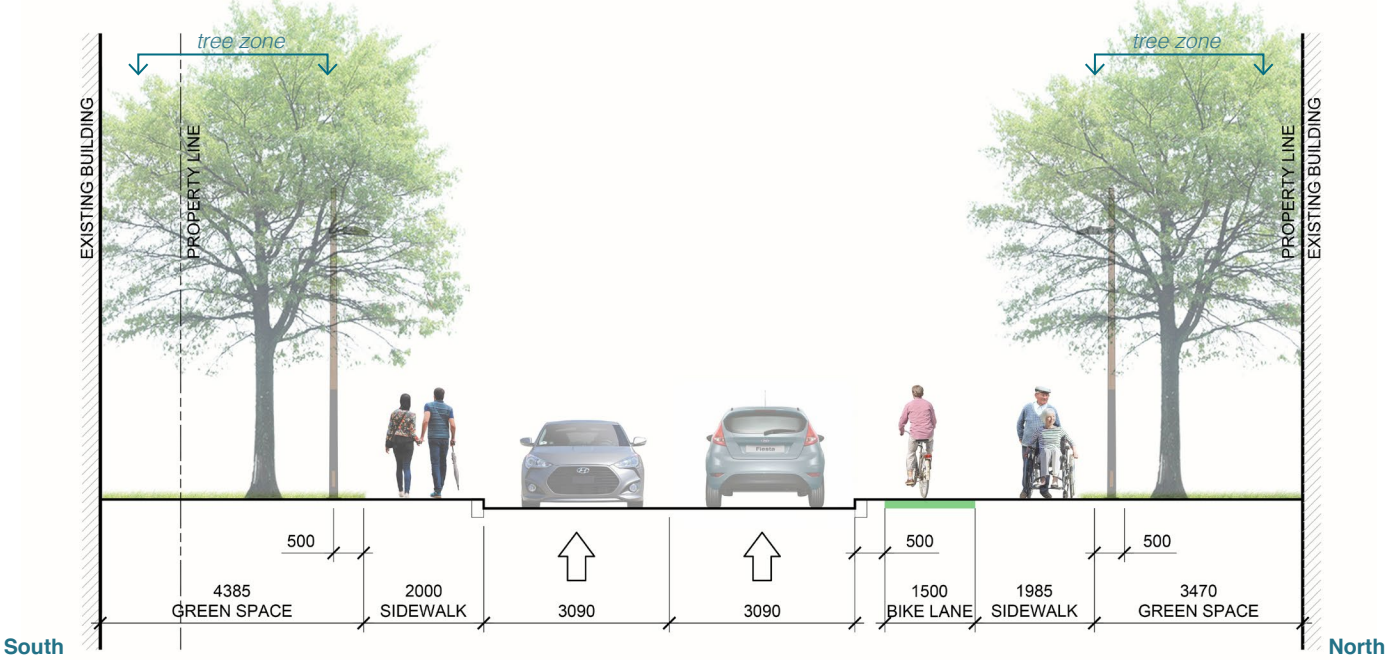 tree zone
tree zone
EXISTING BUILDING
PROPERTY LINE
PROPERTY LINE
EXISTING BUILDING
Fiesta
500
500
500
4385
GREEN SPACE
2000
SIDEWALK
3090
3090
1500
BIKE LANE
1985
SIDEWALK
3470
GREEN SPACE
South
North